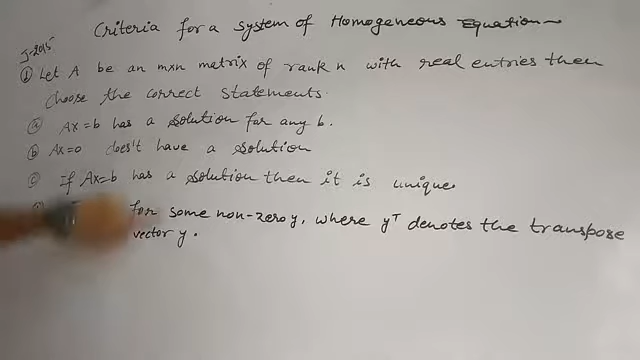 Criteria for a system of Homogeneous Equation
J-2015
① Let A be an mxn matrix of rank n with real entries then
choose the correct statements.
ⓐ Ax=b has a solution for any b.
ⓑ Ax=0 doesn't have a solution
ⓒ If Ax=b has a solution then it is unique.
for some non-zero y, where yᵀ denotes the transpose
vector y.